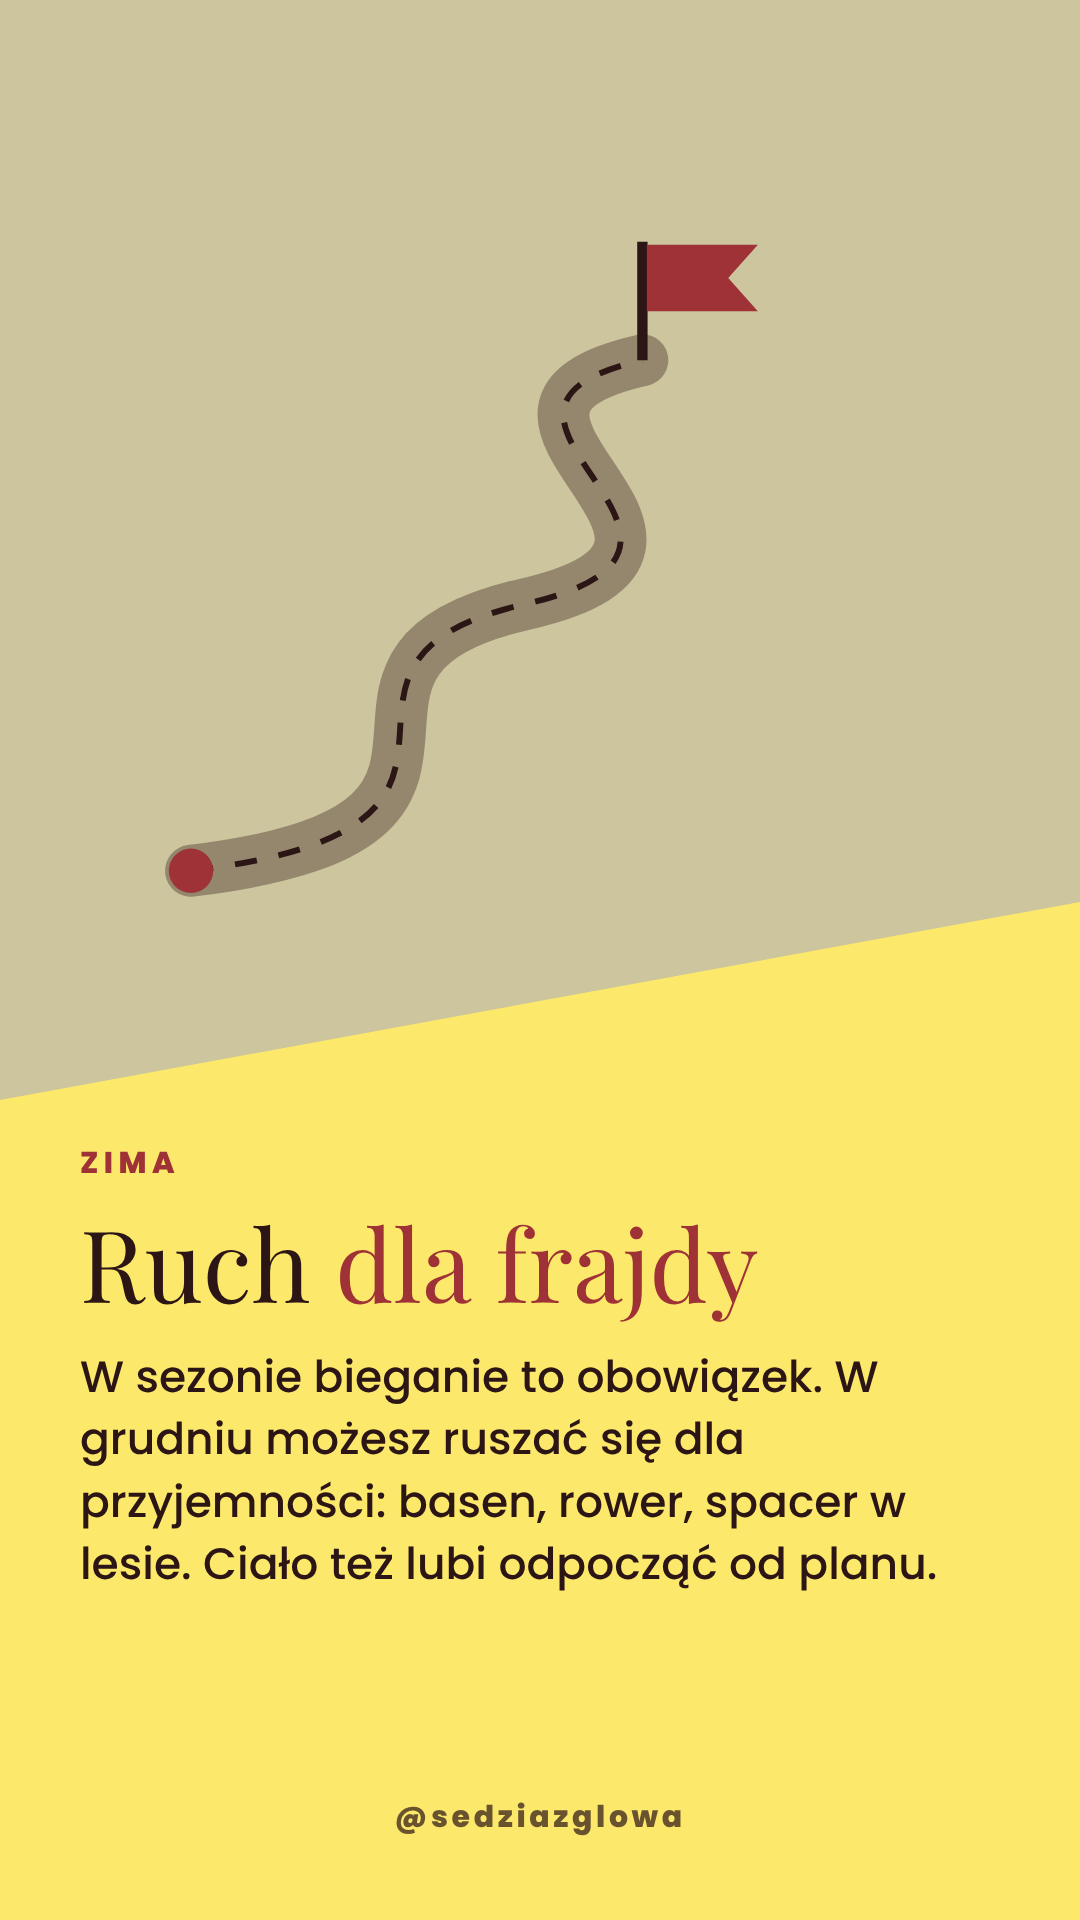 ZIMA
Ruch dla frajdy
W sezonie bieganie to obowiązek. W
grudniu możesz ruszać się dla
przyjemności: basen, rower, spacer w
lesie. Ciało też lubi odpocząć od planu.
@sedziazglowa